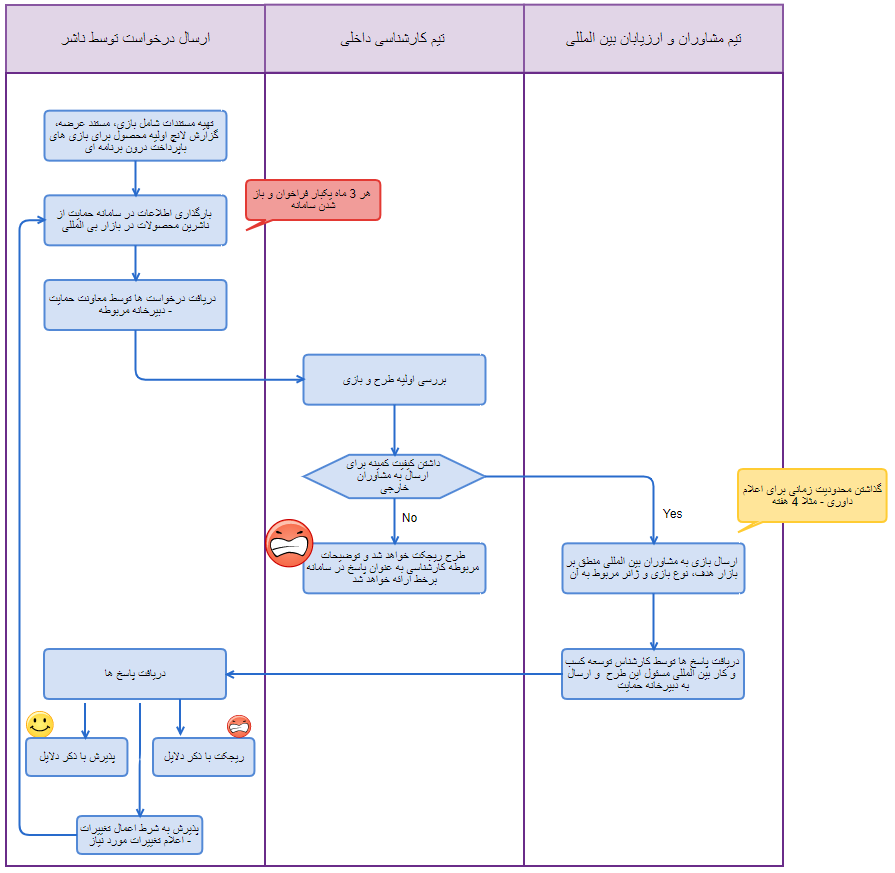 ارسال درخواست توسط ناشر
تیم کارشناسی داخلی
تیم مشاوران و ارزیابان بین المللی
تهیه مستندات شامل بازی، مستند عرضه،
گزارش لانچ اولیه محصول برای بازی های
باپرداخت درون برنامه ای
هر 3 ماه یکبار فراخوان و باز
شدن سامانه
بارگذاری اطلاعات در سامانه حمایت از
ناشرین محصولات در بازار بی المللی
دریافت درخواست ها توسط معاونت حمایت
- دبیرخانه مربوطه
بررسی اولیه طرح و بازی
داشتن کیفیت کمینه برای
ارسال به مشاوران
خارجی
گذاشتن محدودیت زمانی برای اعلام
داوری - مثلا 4 هفته
No
Yes
طرح ریجکت خواهد شد و توضیحات
مربوطه کارشناسی به عنوان پاسخ در سامانه
برخط ارائه خواهد شد
ارسال بازی به مشاوران بین المللی منطق بر
بازار هدف، نوع بازی و ژانر مربوط به آن
دریافت پاسخ ها توسط کارشناس توسعه کسب
و کار بین المللی مسئول این طرح و ارسال
به دبیرخانه حمایت
دریافت پاسخ ها
پذیرش با ذکر دلایل
ریجکت با ذکر دلایل
پذیرش به شرط اعمال تغییرات
- اعلام تغییرات مورد نیاز